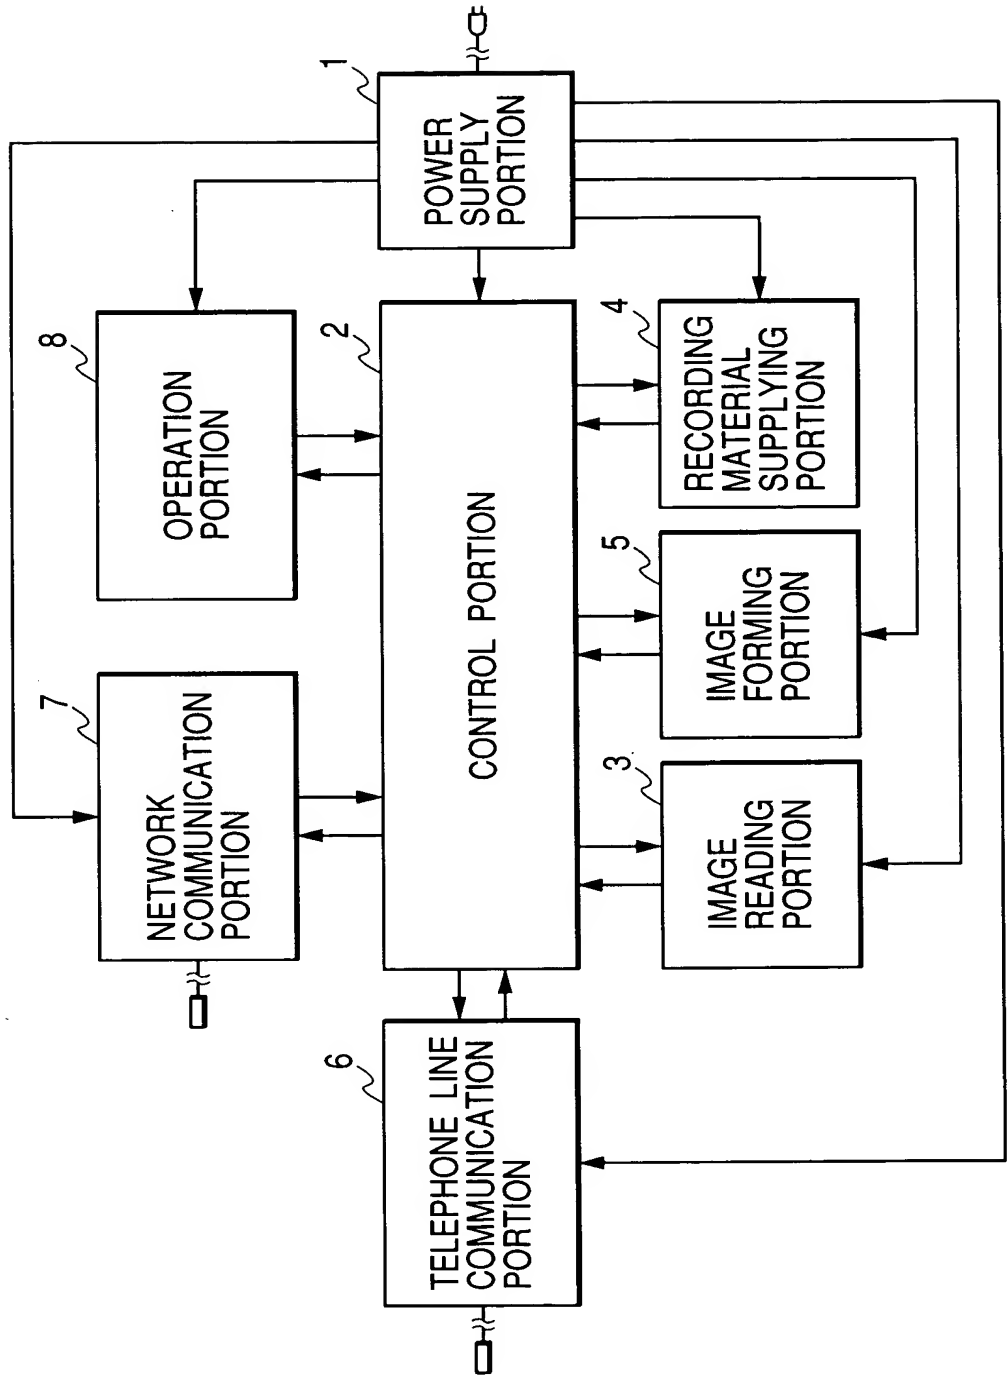 6
TELEPHONE LINE
COMMUNICATION
PORTION
7
NETWORK
COMMUNICATION
PORTION
8
OPERATION
PORTION
2
CONTROL PORTION
1
POWER
SUPPLY
PORTION
3
IMAGE
READING
PORTION
5
IMAGE
FORMING
PORTION
4
RECORDING
MATERIAL
SUPPLYING
PORTION